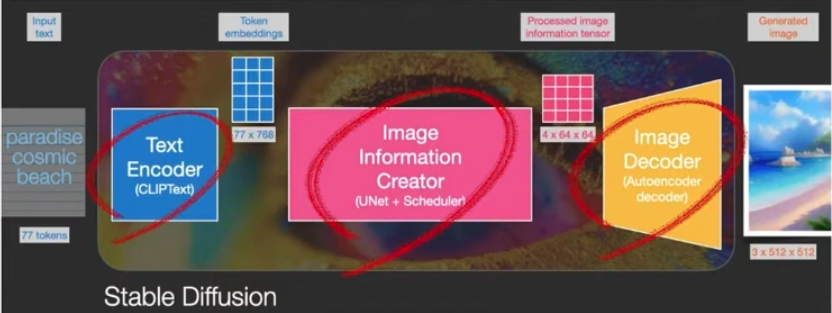 Input
text
Token
embeddings
Processed image
information tensor
Generated
image
paradise
cosmic
beach
77 tokens
Text
Encoder
(CLIPText)
77 x 768
Image
Information
Creator
(UNet + Scheduler)
4 x 64 x 64
Image
Decoder
(Autoencoder
decoder)
3 x 512 x 512
Stable Diffusion